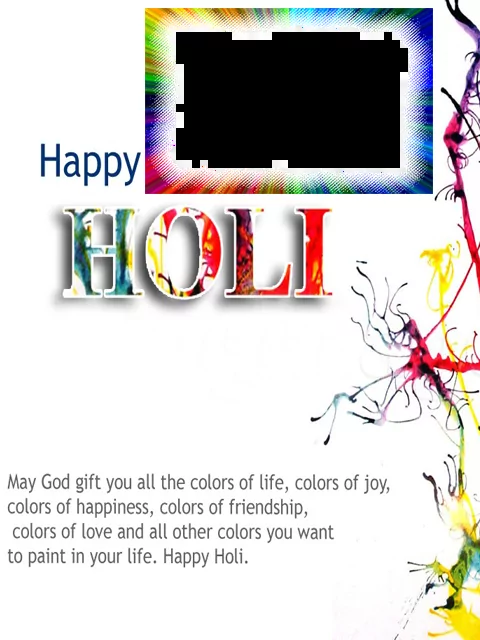 Happy
HOLI
May God gift you all the colors of life, colors of joy,
colors of happiness, colors of friendship,
colors of love and all other colors you want
to paint in your life. Happy Holi.